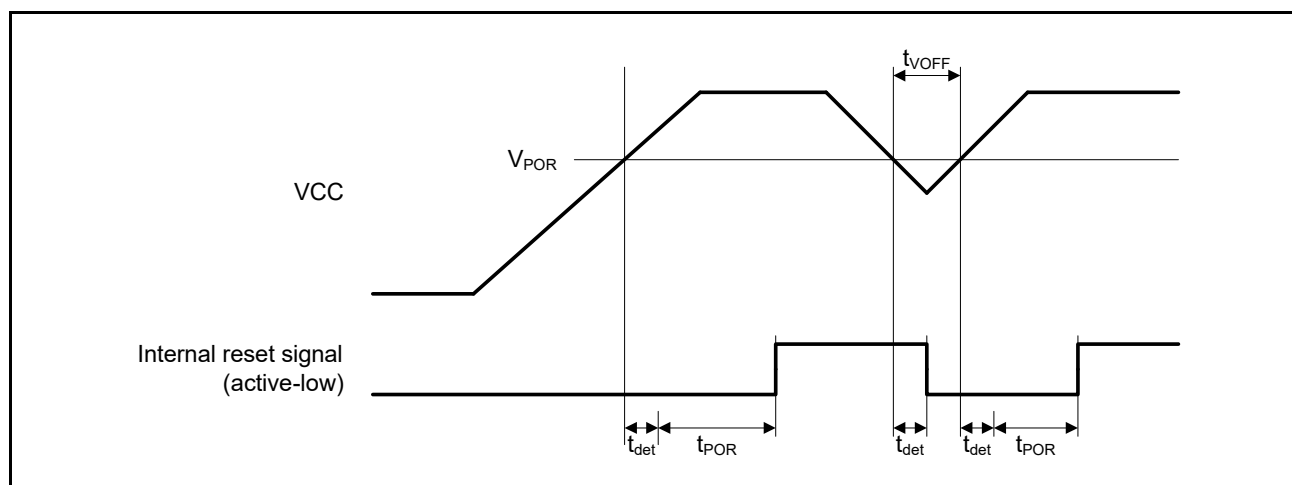 tVOFF
VPOR
VCC
Internal reset signal
(active-low)
tdet tPOR tdet tdet tPOR